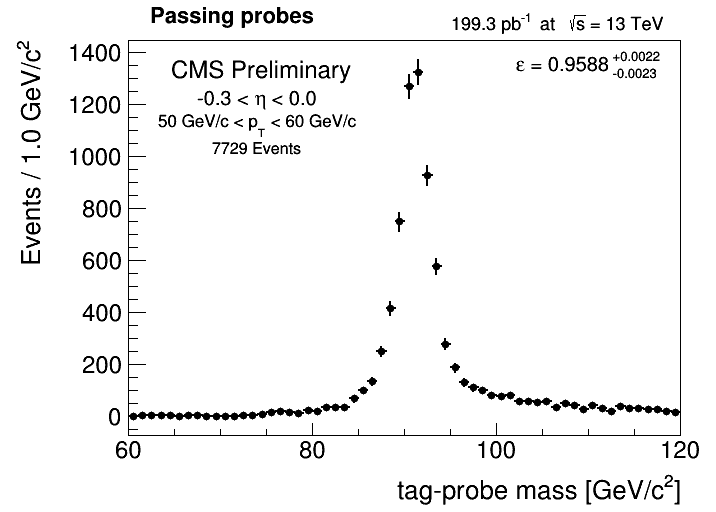 Passing probes
199.3 pb⁻¹ at √s = 13 TeV
CMS Preliminary
-0.3 < η < 0.0
50 GeV/c < p_T < 60 GeV/c
7729 Events
ε = 0.9588 +0.0022 -0.0023
Events / 1.0 GeV/c²
1400
1200
1000
800
600
400
200
0
60 80 100 120
tag-probe mass [GeV/c²]